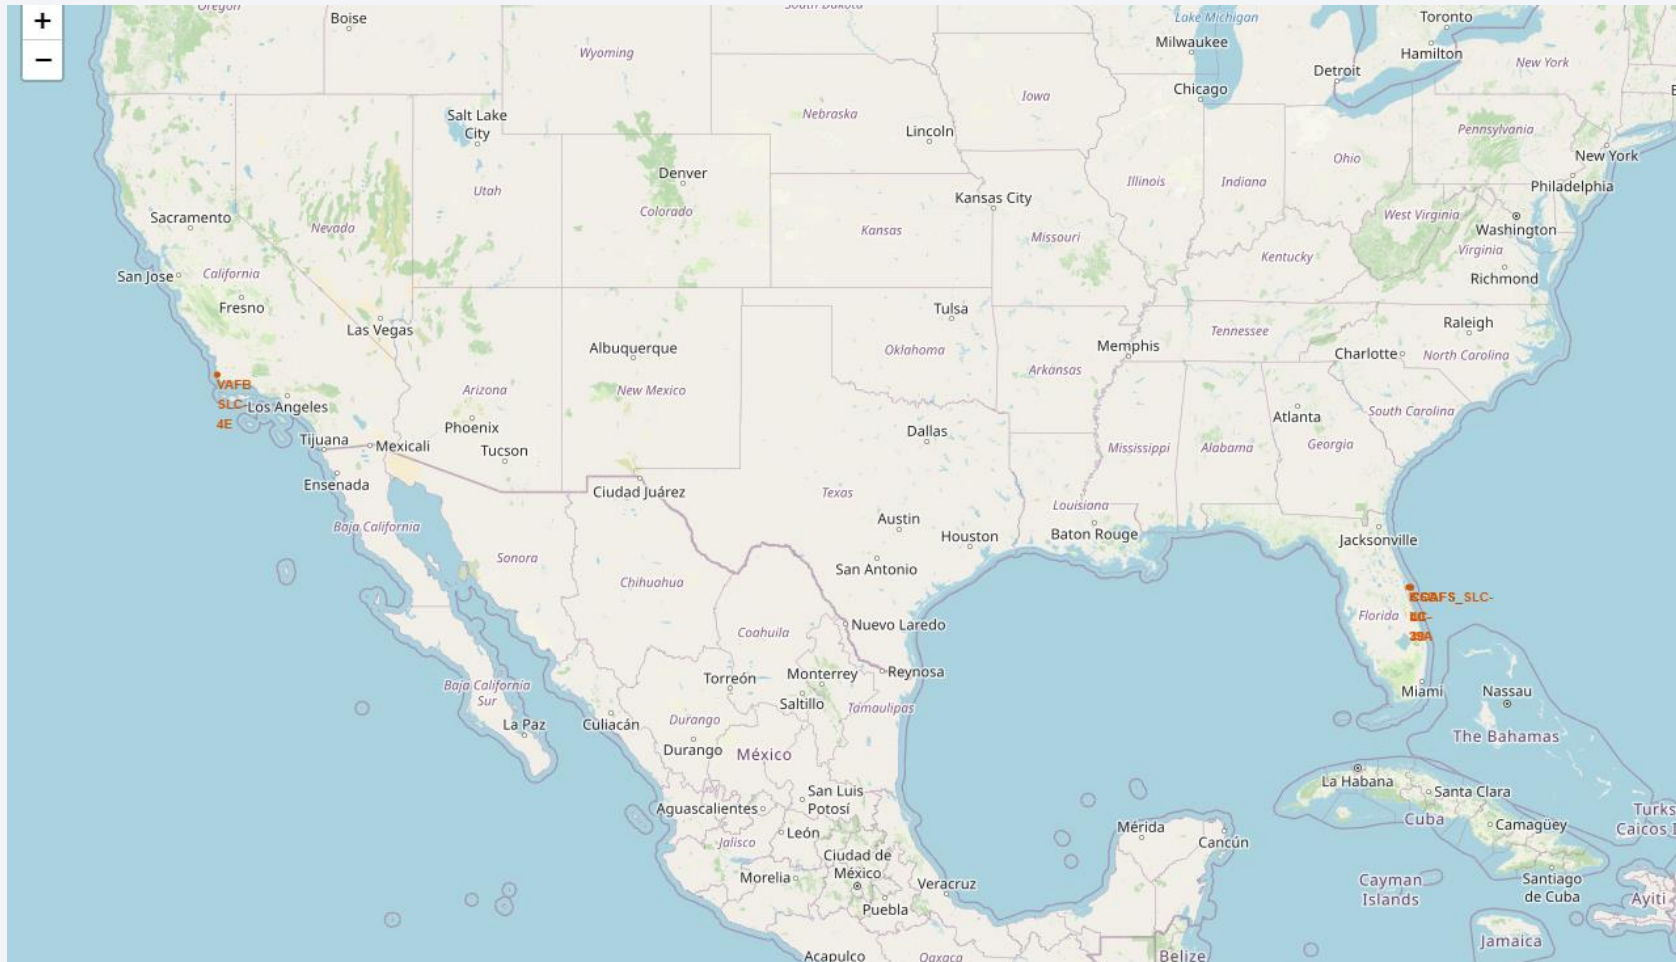 +
−
Oregon
Boise
South Dakota
Lake Michigan
Toronto
Milwaukee
Wyoming
Hamilton
Detroit
New York
Chicago
Iowa
Nebraska
Salt Lake
City
Lincoln
Pennsylvania
New York
Ohio
Denver
Illinois
Indiana
Philadelphia
Utah
Kansas City
Colorado
Sacramento
West Virginia
Nevada
Kansas
Missouri
Washington
Virginia
Kentucky
San Jose
California
Richmond
Fresno
Tulsa
Las Vegas
Raleigh
Tennessee
Albuquerque
Oklahoma
Memphis
Charlotte
North Carolina
Arkansas
VAFB
SLC-
4E
Los Angeles
Arizona
New Mexico
South Carolina
Atlanta
Phoenix
Dallas
Tijuana
Mexicali
Tucson
Mississippi
Alabama
Georgia
Ensenada
Ciudad Juárez
Texas
Louisiana
Baja California
Austin
Houston
Baton Rouge
Jacksonville
Sonora
San Antonio
Chihuahua
Florida
Nuevo Laredo
Coahuila
Torreón
Monterrey
Reynosa
Baja California
Sur
Saltillo
Tamaulipas
Miami
Nassau
La Paz
Culiacán
Durango
Durango
México
The Bahamas
La Habana
Santa Clara
San Luis
Potosí
Aguascalientes
Turks
Caicos I
Cuba
Camagüey
León
Mérida
Cancún
Jalisco
Ciudad de
México
Morelia
Veracruz
Cayman
Islands
Santiago
de Cuba
Puebla
Ayiti
Jamaica
Acapulco
Oaxaca
Belize